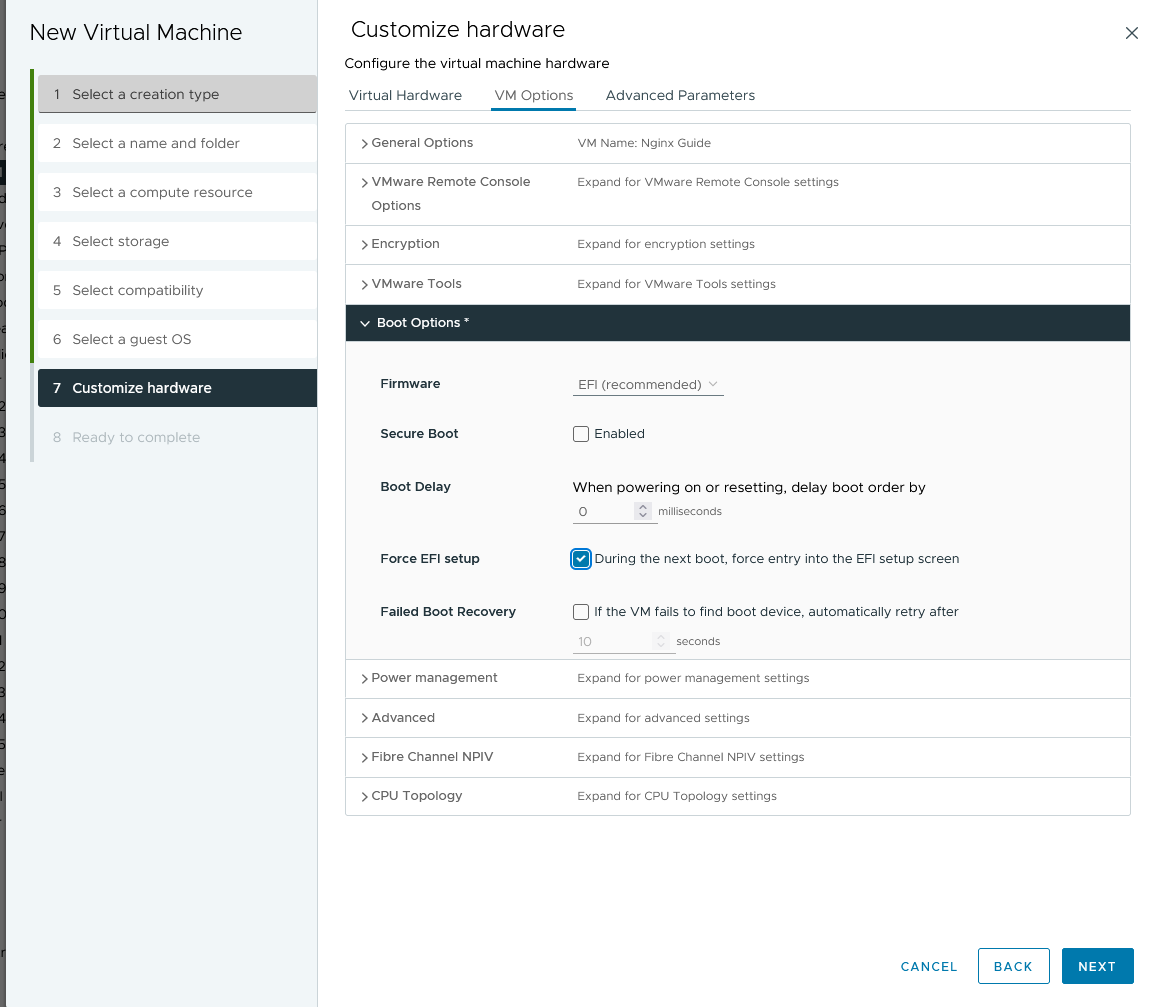 New Virtual Machine
1 Select a creation type
2 Select a name and folder
3 Select a compute resource
4 Select storage
5 Select compatibility
6 Select a guest OS
7 Customize hardware
8 Ready to complete
Customize hardware
Configure the virtual machine hardware
Virtual Hardware VM Options Advanced Parameters
General Options VM Name: Nginx Guide
VMware Remote Console Expand for VMware Remote Console settings
Options
Encryption Expand for encryption settings
VMware Tools Expand for VMware Tools settings
Boot Options *
Firmware EFI (recommended)
Secure Boot Enabled
Boot Delay When powering on or resetting, delay boot order by
0 milliseconds
Force EFI setup During the next boot, force entry into the EFI setup screen
Failed Boot Recovery If the VM fails to find boot device, automatically retry after
10 seconds
Power management Expand for power management settings
Advanced Expand for advanced settings
Fibre Channel NPIV Expand for Fibre Channel NPIV settings
CPU Topology Expand for CPU Topology settings
CANCEL BACK NEXT